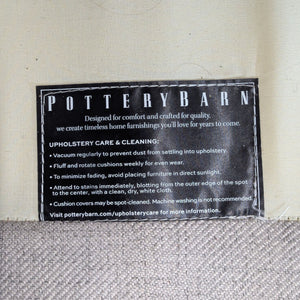 POTTERYBARN
Designed for comfort and crafted for quality,
we create timeless home furnishings you'll love for years to come.
UPHOLSTERY CARE & CLEANING:
• Vacuum regularly to prevent dust from settling into upholstery.
• Fluff and rotate cushions weekly for even wear.
• To minimize fading, avoid placing furniture in direct sunlight.
• Attend to stains immediately, blotting from the outer edge of the spot
to the center, with a clean, dry, white cloth.
• Cushion covers may be spot-cleaned. Machine washing is not recommended.
Visit potterybarn.com/upholsterycare for more information.